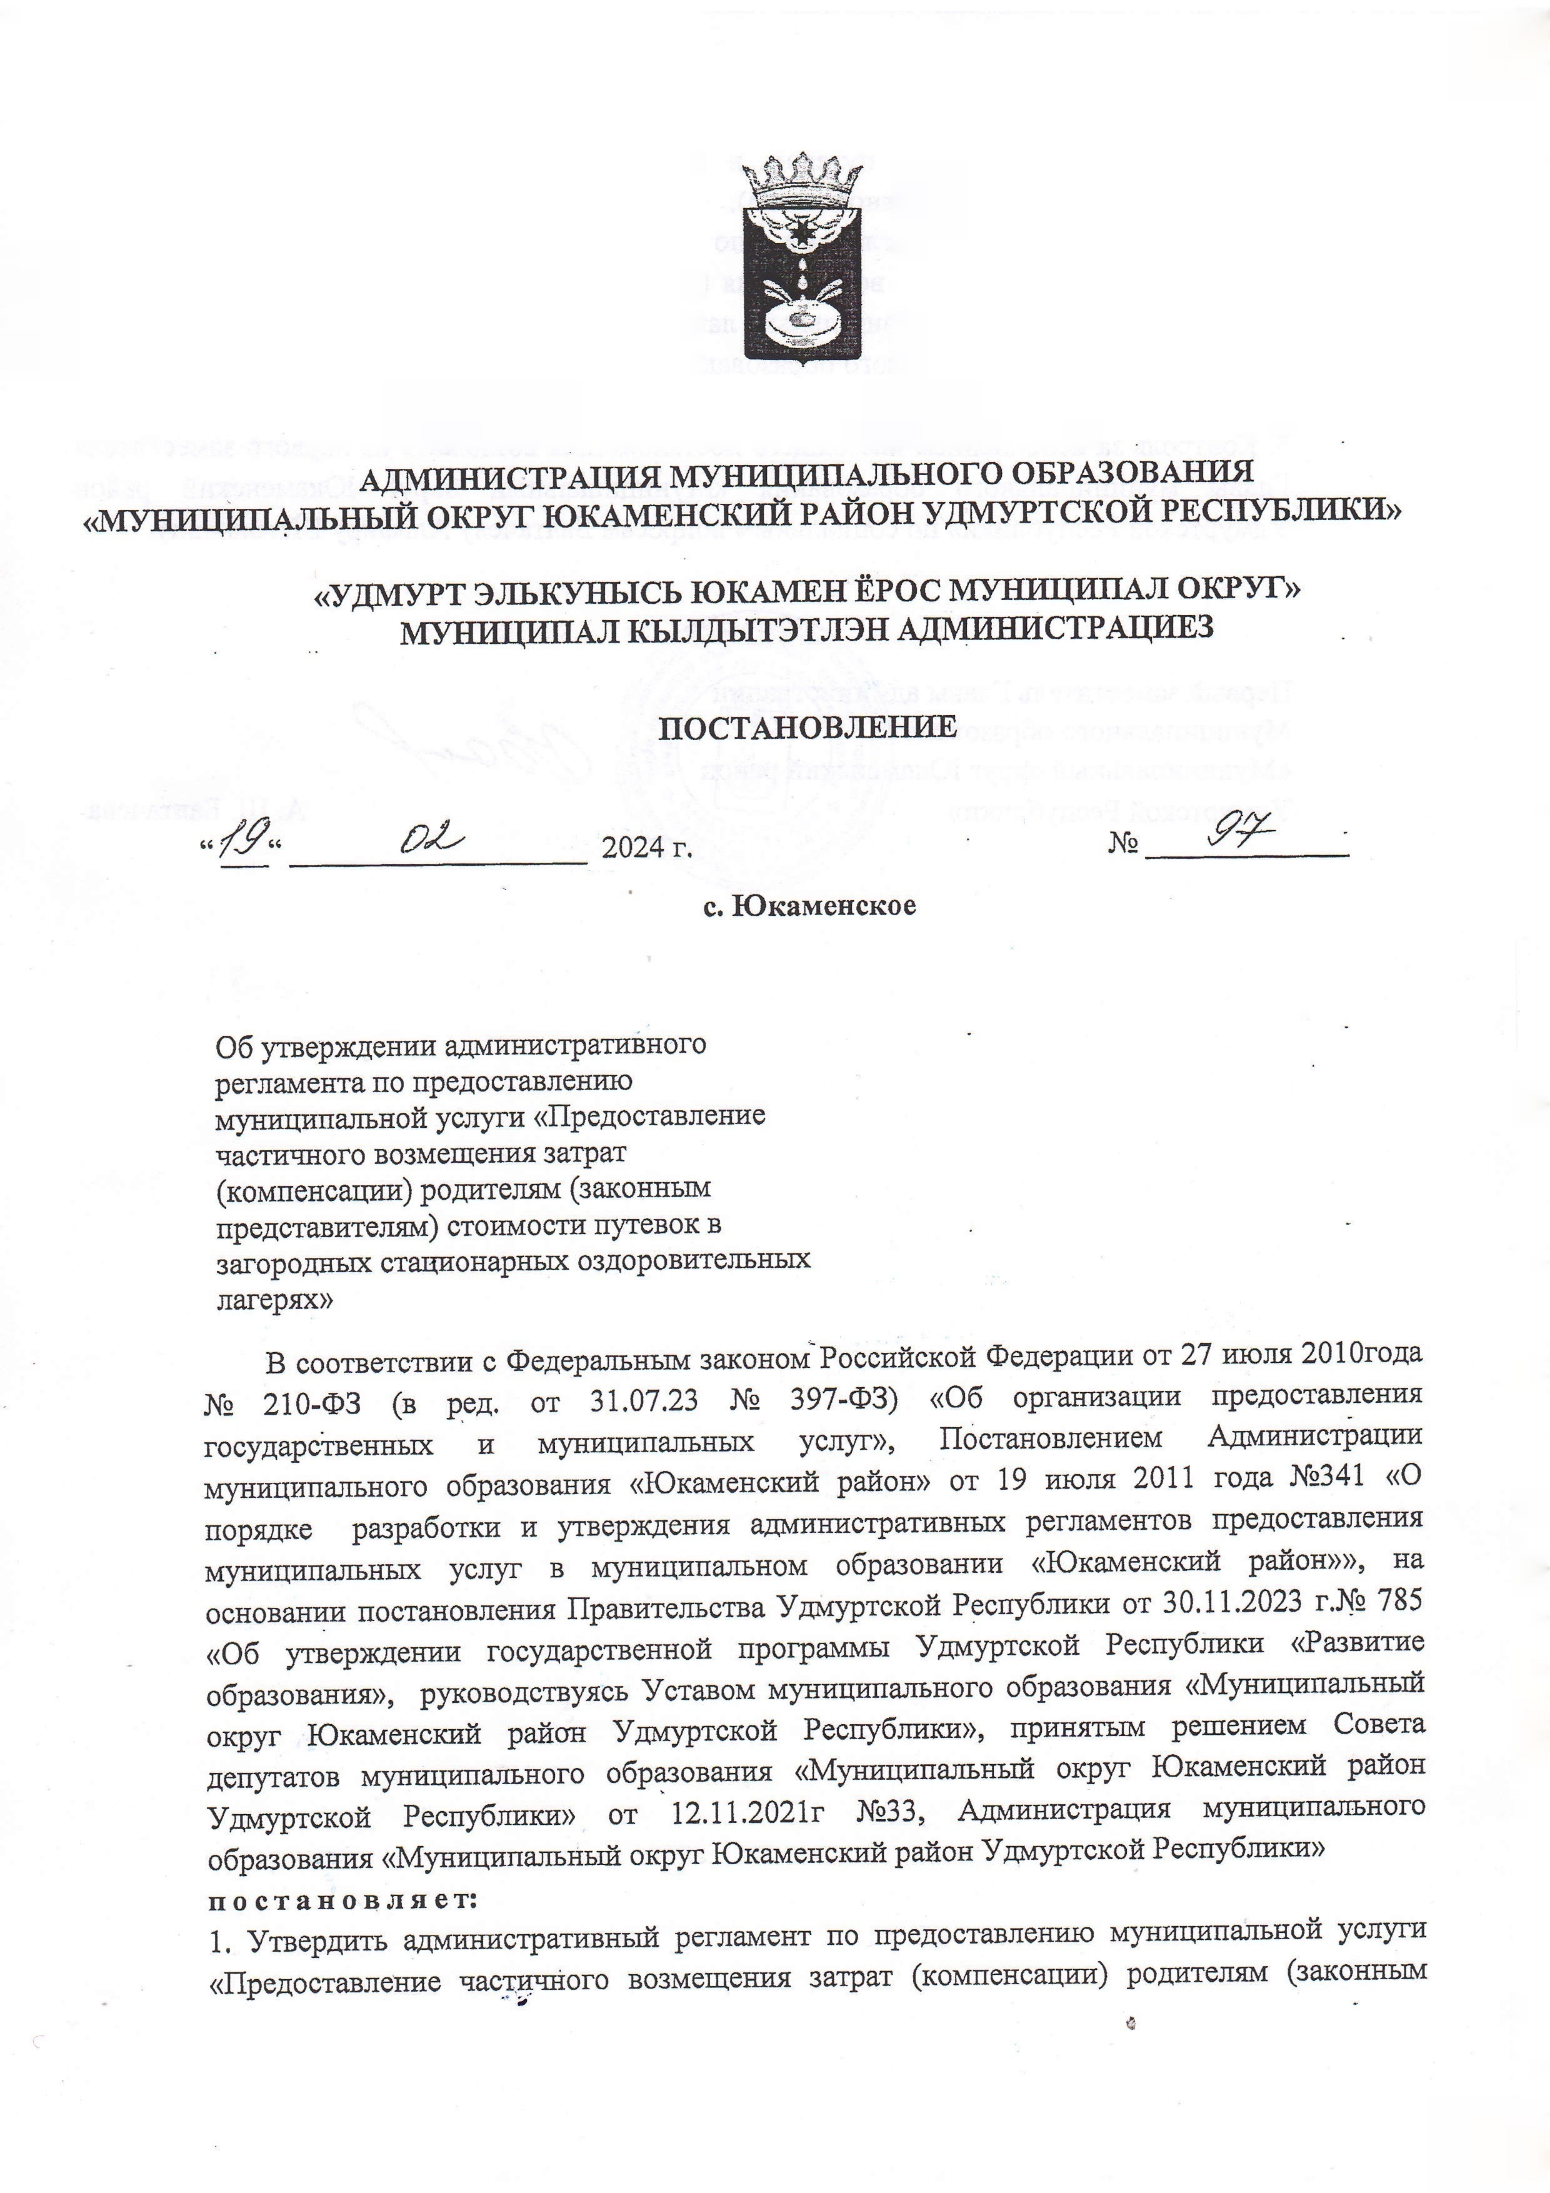 АДМИНИСТРАЦИЯ МУНИЦИПАЛЬНОГО ОБРАЗОВАНИЯ
«МУНИЦИПАЛЬНЫЙ ОКРУГ ЮКАМЕНСКИЙ РАЙОН УДМУРТСКОЙ РЕСПУБЛИКИ»
«УДМУРТ ЭЛЬКУНЫСЬ ЮКАМЕН ЁРОС МУНИЦИПАЛ ОКРУГ»
МУНИЦИПАЛ КЫЛДЫТЭТЛЭН АДМИНИСТРАЦИЕЗ
ПОСТАНОВЛЕНИЕ
“19“ 02 2024 г. № 97
с. Юкаменское
Об утверждении административного
регламента по предоставлению
муниципальной услуги «Предоставление
частичного возмещения затрат
(компенсации) родителям (законным
представителям) стоимости путевок в
загородных стационарных оздоровительных
лагерях»
В соответствии с Федеральным законом Российской Федерации от 27 июля 2010года
№ 210-ФЗ (в ред. от 31.07.23 № 397-ФЗ) «Об организации предоставления
государственных и муниципальных услуг», Постановлением Администрации
муниципального образования «Юкаменский район» от 19 июля 2011 года №341 «О
порядке разработки и утверждения административных регламентов предоставления
муниципальных услуг в муниципальном образовании «Юкаменский район»», на
основании постановления Правительства Удмуртской Республики от 30.11.2023 г.№ 785
«Об утверждении государственной программы Удмуртской Республики «Развитие
образования», руководствуясь Уставом муниципального образования «Муниципальный
округ Юкаменский район Удмуртской Республики», принятым решением Совета
депутатов муниципального образования «Муниципальный округ Юкаменский район
Удмуртской Республики» от 12.11.2021г №33, Администрация муниципального
образования «Муниципальный округ Юкаменский район Удмуртской Республики»
п о с т а н о в л я е т:
1. Утвердить административный регламент по предоставлению муниципальной услуги
«Предоставление частичного возмещения затрат (компенсации) родителям (законным